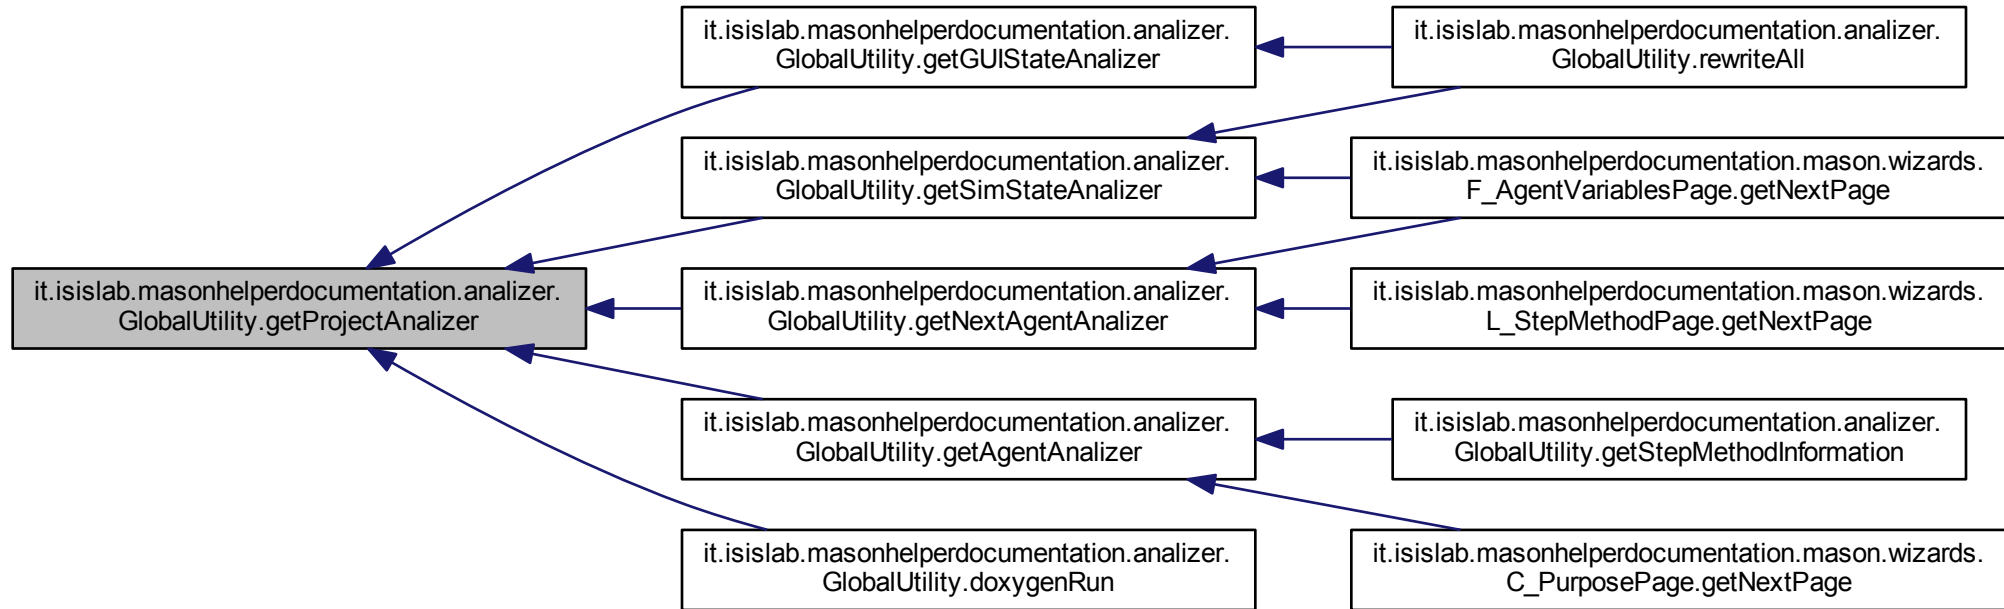 it.isislab.masonhelperdocumentation.analizer.
GlobalUtility.getProjectAnalizer
it.isislab.masonhelperdocumentation.analizer.
GlobalUtility.getGUIStateAnalizer
it.isislab.masonhelperdocumentation.analizer.
GlobalUtility.getSimStateAnalizer
it.isislab.masonhelperdocumentation.analizer.
GlobalUtility.getNextAgentAnalizer
it.isislab.masonhelperdocumentation.analizer.
GlobalUtility.getAgentAnalizer
it.isislab.masonhelperdocumentation.analizer.
GlobalUtility.doxygenRun
it.isislab.masonhelperdocumentation.analizer.
GlobalUtility.rewriteAll
it.isislab.masonhelperdocumentation.mason.wizards.
F_AgentVariablesPage.getNextPage
it.isislab.masonhelperdocumentation.mason.wizards.
L_StepMethodPage.getNextPage
it.isislab.masonhelperdocumentation.analizer.
GlobalUtility.getStepMethodInformation
it.isislab.masonhelperdocumentation.mason.wizards.
C_PurposePage.getNextPage